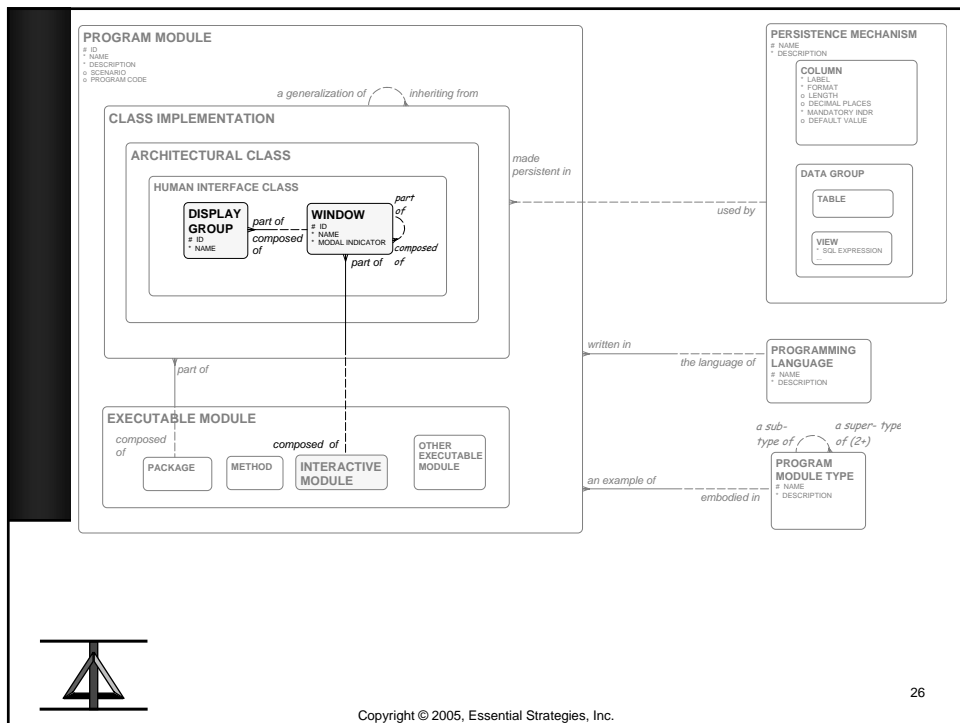 PROGRAM MODULE
# ID
* NAME
* DESCRIPTION
o SCENARIO
o PROGRAM CODE
a generalization of
inheriting from
CLASS IMPLEMENTATION
ARCHITECTURAL CLASS
HUMAN INTERFACE CLASS
DISPLAY
GROUP
# ID
* NAME
part of
composed
of
WINDOW
# ID
* NAME
* MODAL INDICATOR
part
of
composed
of
part of
made
persistent in
used by
PERSISTENCE MECHANISM
# NAME
* DESCRIPTION
COLUMN
* LABEL
* FORMAT
o LENGTH
o DECIMAL PLACES
* MANDATORY INDR
o DEFAULT VALUE
DATA GROUP
TABLE
VIEW
* SQL EXPRESSION
...
written in
the language of
PROGRAMMING
LANGUAGE
# NAME
* DESCRIPTION
part of
EXECUTABLE MODULE
composed
of
PACKAGE
METHOD
composed of
INTERACTIVE
MODULE
OTHER
EXECUTABLE
MODULE
an example of
embodied in
a sub-
type of
a super- type
of (2+)
PROGRAM
MODULE TYPE
# NAME
* DESCRIPTION
26
Copyright © 2005, Essential Strategies, Inc.